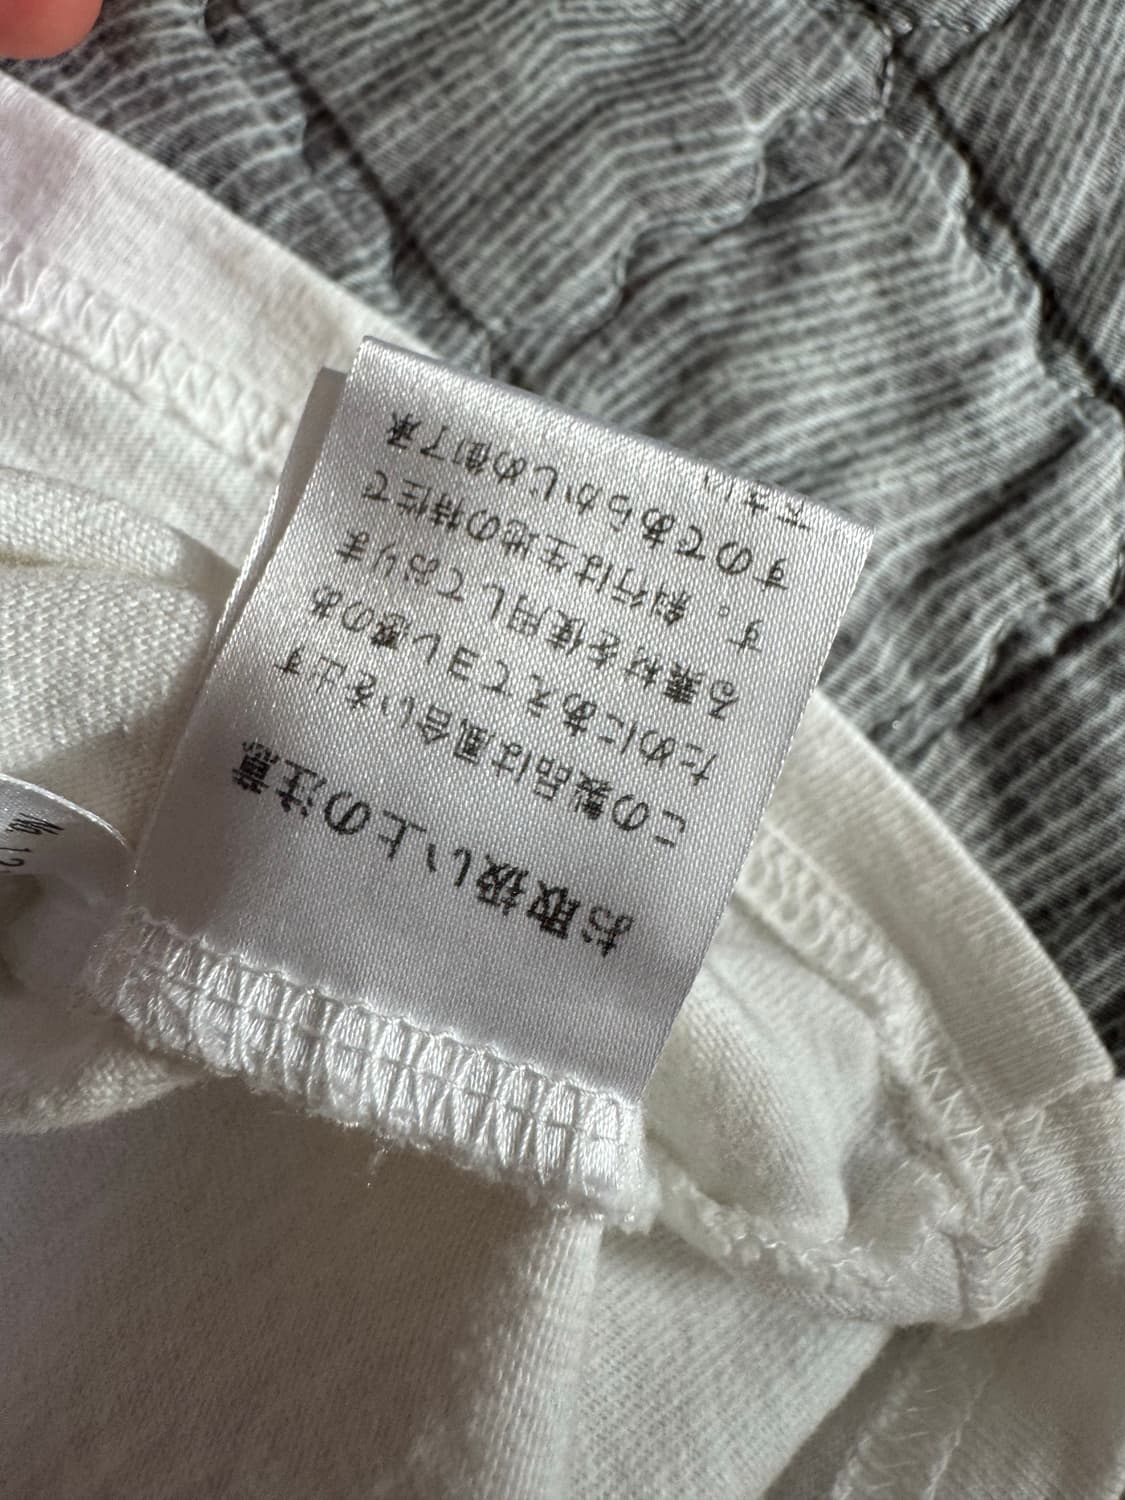 お取扱い上の注意
この製品は風合いを出す
ためにあえてヨレ感のあ
る素材を使用しておりま
す。斜行は生地の特性で
すのであらかじめ御了承
下さい
No.12